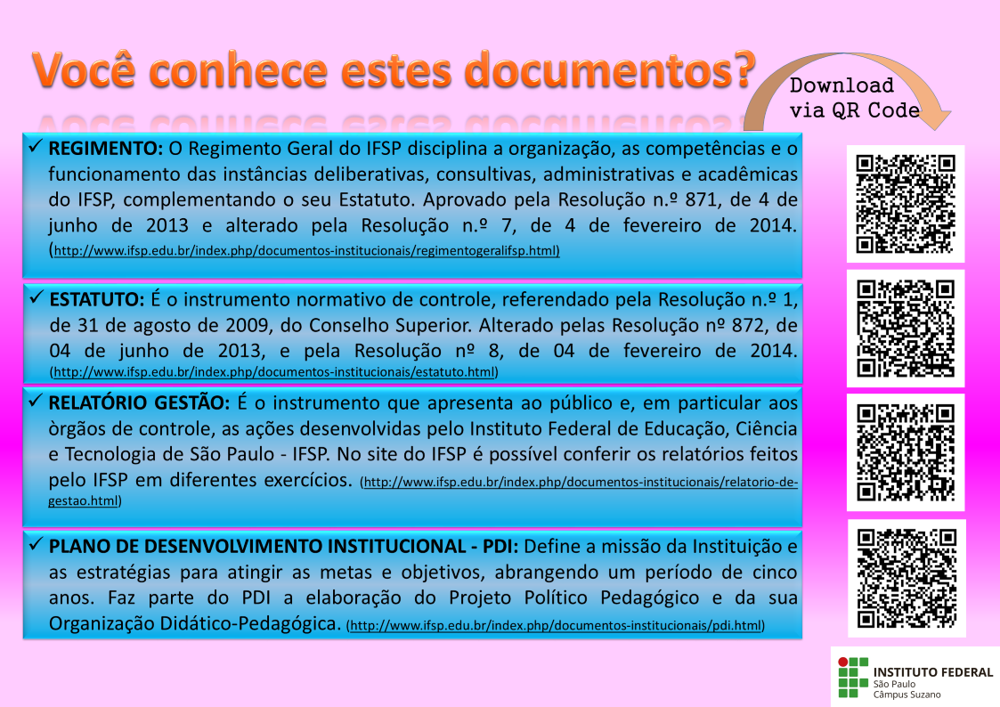 Você conhece estes documentos?
Download
via QR Code
✓ REGIMENTO: O Regimento Geral do IFSP disciplina a organização, as competências e o
funcionamento das instâncias deliberativas, consultivas, administrativas e acadêmicas
do IFSP, complementando o seu Estatuto. Aprovado pela Resolução n.º 871, de 4 de
junho de 2013 e alterado pela Resolução n.º 7, de 4 de fevereiro de 2014.
(http://www.ifsp.edu.br/index.php/documentos-institucionais/regimentogeralifsp.html)
✓ ESTATUTO: É o instrumento normativo de controle, referendado pela Resolução n.º 1,
de 31 de agosto de 2009, do Conselho Superior. Alterado pelas Resolução nº 872, de
04 de junho de 2013, e pela Resolução nº 8, de 04 de fevereiro de 2014.
(http://www.ifsp.edu.br/index.php/documentos-institucionais/estatuto.html)
✓ RELATÓRIO GESTÃO: É o instrumento que apresenta ao público e, em particular aos
òrgãos de controle, as ações desenvolvidas pelo Instituto Federal de Educação, Ciência
e Tecnologia de São Paulo - IFSP. No site do IFSP é possível conferir os relatórios feitos
pelo IFSP em diferentes exercícios. (http://www.ifsp.edu.br/index.php/documentos-institucionais/relatorio-de-
gestao.html)
✓ PLANO DE DESENVOLVIMENTO INSTITUCIONAL - PDI: Define a missão da Instituição e
as estratégias para atingir as metas e objetivos, abrangendo um período de cinco
anos. Faz parte do PDI a elaboração do Projeto Político Pedagógico e da sua
Organização Didático-Pedagógica. (http://www.ifsp.edu.br/index.php/documentos-institucionais/pdi.html)
INSTITUTO FEDERAL
São Paulo
Câmpus Suzano